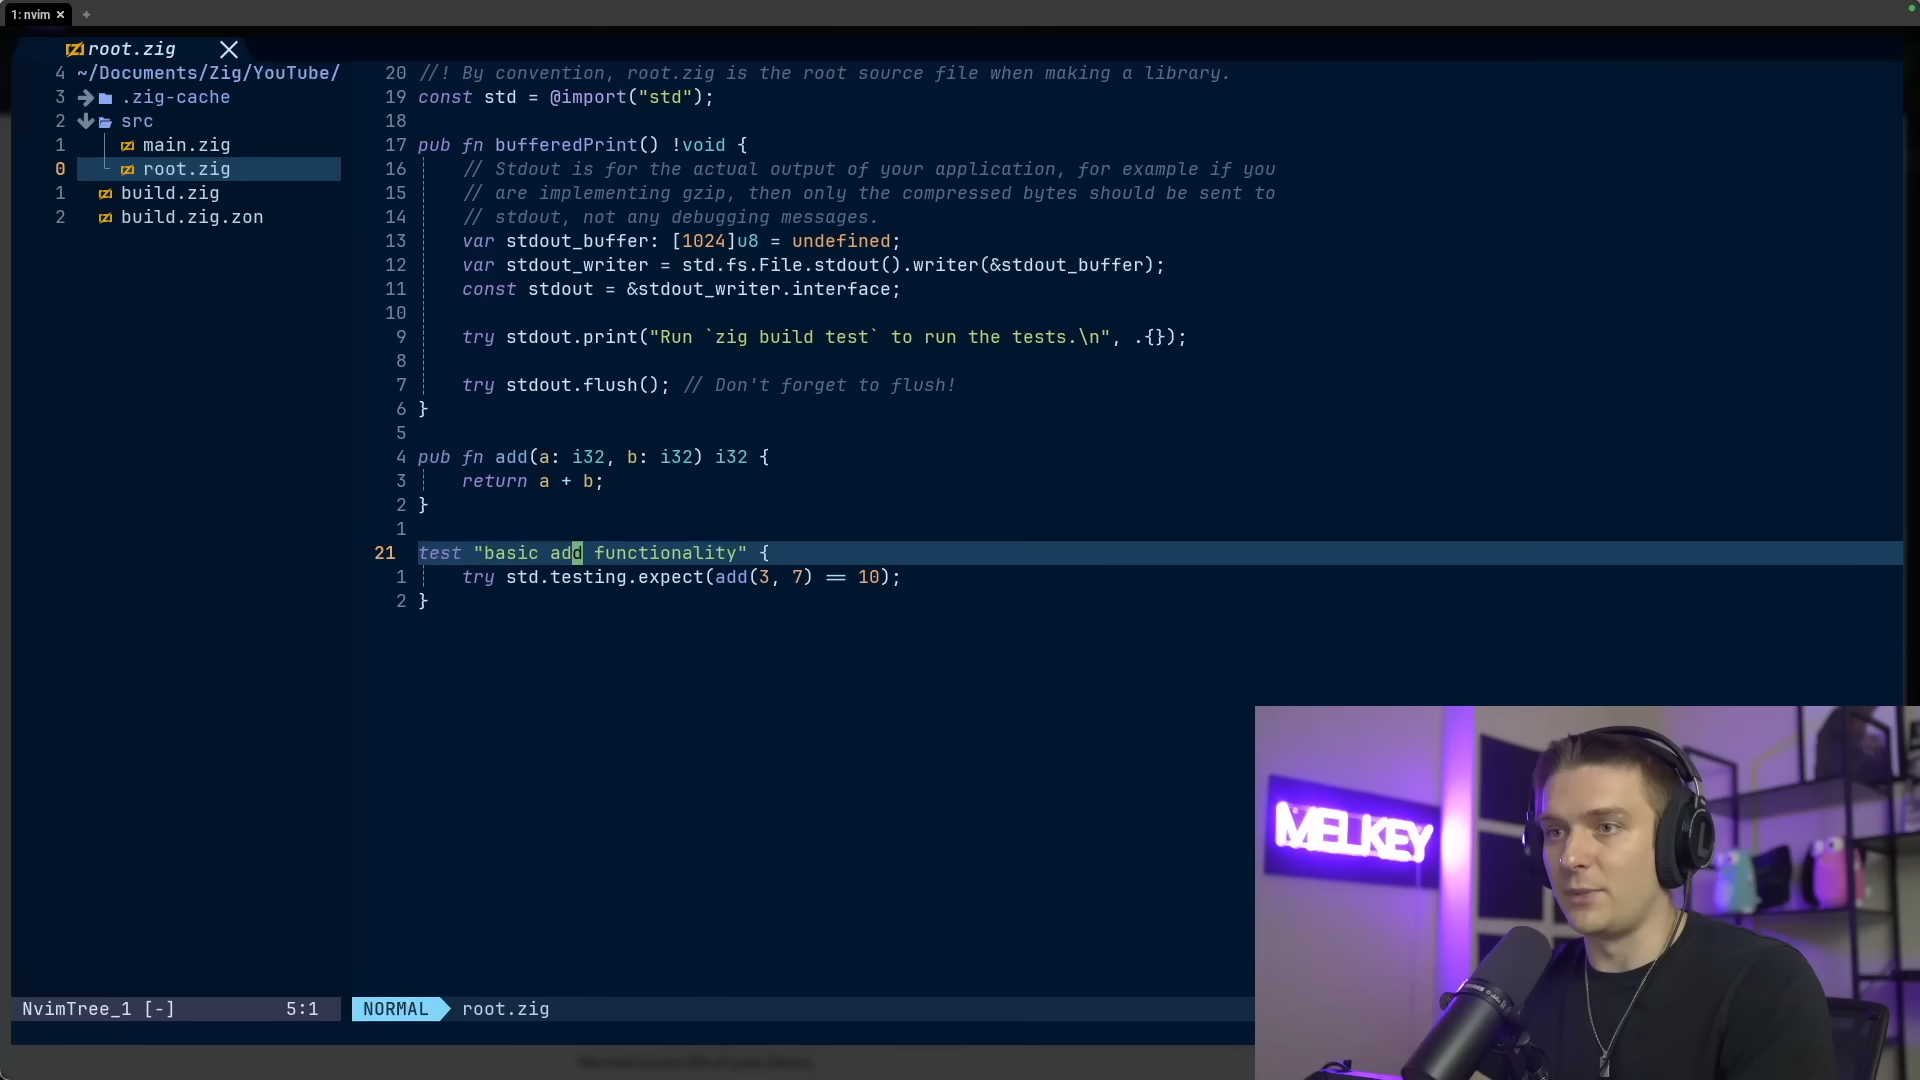 1: nvim
root.zig
4 ~/Documents/Zig/YouTube/
3 .zig-cache
2 src
1 main.zig
0 root.zig
1 build.zig
2 build.zig.zon
20 //! By convention, root.zig is the root source file when making a library.
19 const std = @import("std");
18
17 pub fn bufferedPrint() !void {
16 // Stdout is for the actual output of your application, for example if you
15 // are implementing gzip, then only the compressed bytes should be sent to
14 // stdout, not any debugging messages.
13 var stdout_buffer: [1024]u8 = undefined;
12 var stdout_writer = std.fs.File.stdout().writer(&stdout_buffer);
11 const stdout = &stdout_writer.interface;
10
9 try stdout.print("Run `zig build test` to run the tests.\n", .{});
8
7 try stdout.flush(); // Don't forget to flush!
6 }
5
4 pub fn add(a: i32, b: i32) i32 {
3 return a + b;
2 }
1
21 test "basic add functionality" {
1 try std.testing.expect(add(3, 7) == 10);
2 }
NvimTree_1 [-] 5:1
NORMAL root.zig
MELKEY